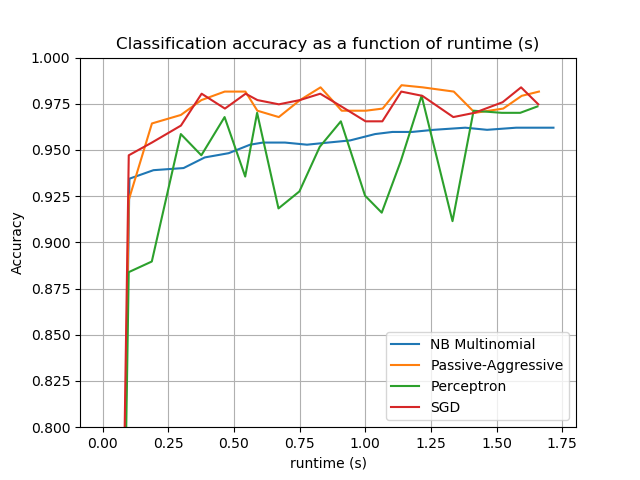 Classification accuracy as a function of runtime (s)
Accuracy
1.000
0.975
0.950
0.925
0.900
0.875
0.850
0.825
0.800
NB Multinomial
Passive-Aggressive
Perceptron
SGD
0.00 0.25 0.50 0.75 1.00 1.25 1.50 1.75
runtime (s)